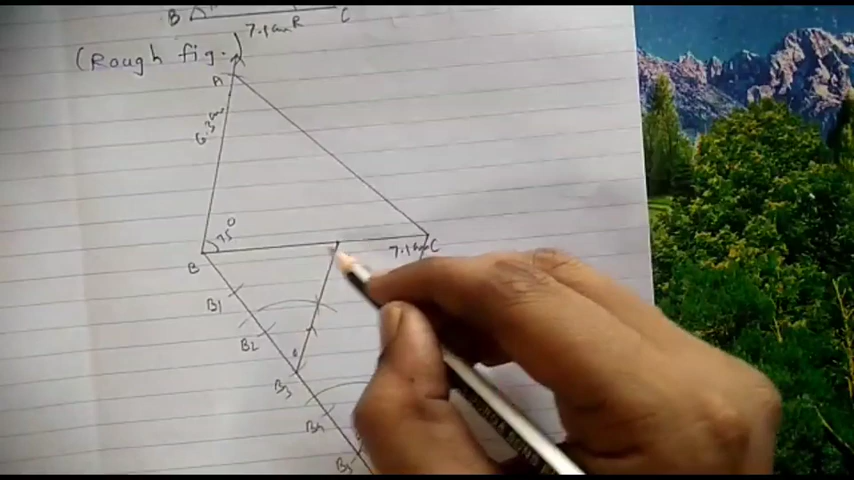 B C
7.1cm R
(Rough fig.)
A
6.3cm
75°
B
7.1cm C
B1
B2
B3
B4
B5